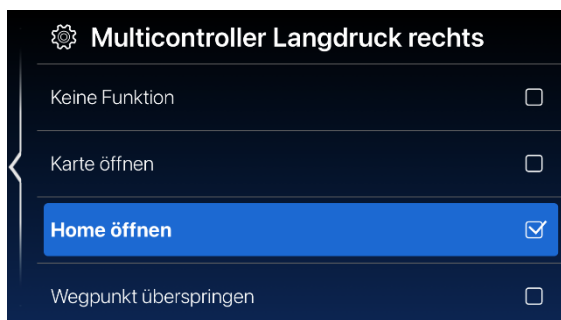 Multicontroller Langdruck rechts
Keine Funktion
Karte öffnen
Home öffnen
Wegpunkt überspringen